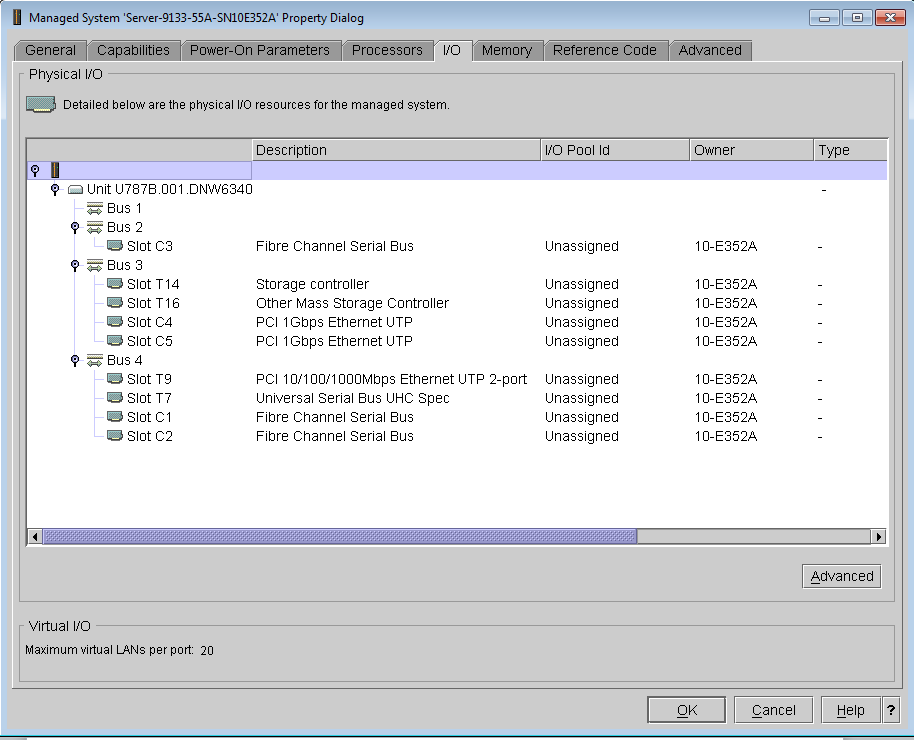 Managed System 'Server-9133-55A-SN10E352A' Property Dialog
General Capabilities Power-On Parameters Processors I/O Memory Reference Code Advanced
Physical I/O
Detailed below are the physical I/O resources for the managed system.
Description I/O Pool Id Owner Type
Unit U787B.001.DNW6340 -
Bus 1
Bus 2
Slot C3 Fibre Channel Serial Bus Unassigned 10-E352A -
Bus 3
Slot T14 Storage controller Unassigned 10-E352A -
Slot T16 Other Mass Storage Controller Unassigned 10-E352A -
Slot C4 PCI 1Gbps Ethernet UTP Unassigned 10-E352A -
Slot C5 PCI 1Gbps Ethernet UTP Unassigned 10-E352A -
Bus 4
Slot T9 PCI 10/100/1000Mbps Ethernet UTP 2-port Unassigned 10-E352A -
Slot T7 Universal Serial Bus UHC Spec Unassigned 10-E352A -
Slot C1 Fibre Channel Serial Bus Unassigned 10-E352A -
Slot C2 Fibre Channel Serial Bus Unassigned 10-E352A -
Advanced
Virtual I/O
Maximum virtual LANs per port: 20
OK Cancel Help ?